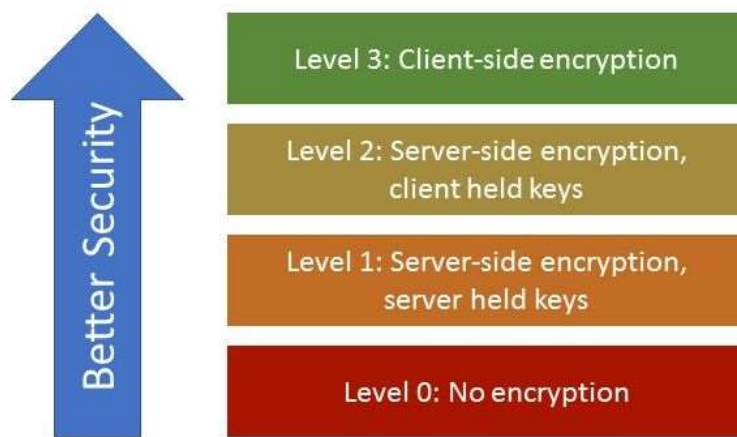 Better Security
Level 3: Client-side encryption
Level 2: Server-side encryption,
client held keys
Level 1: Server-side encryption,
server held keys
Level 0: No encryption